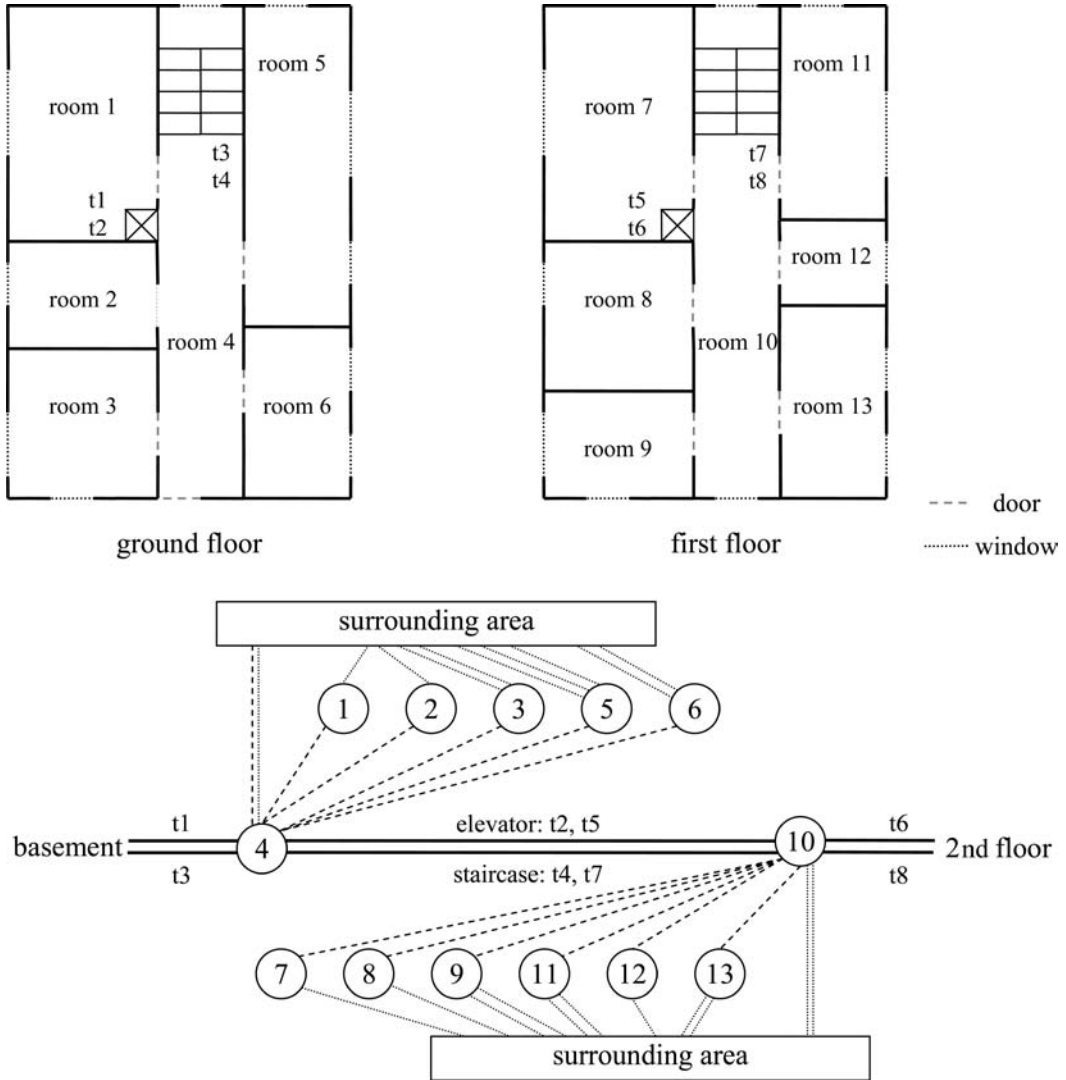 room 1
room 5
t3
t4
t1
t2
room 2
room 4
room 3
room 6
ground floor
room 7
room 11
t7
t8
t5
t6
room 12
room 8
room 10
room 13
room 9
first floor
door
window
surrounding area
1
2
3
5
6
t1
elevator: t2, t5
t6
basement
4
10
2nd floor
t3
staircase: t4, t7
t8
7
8
9
11
12
13
surrounding area